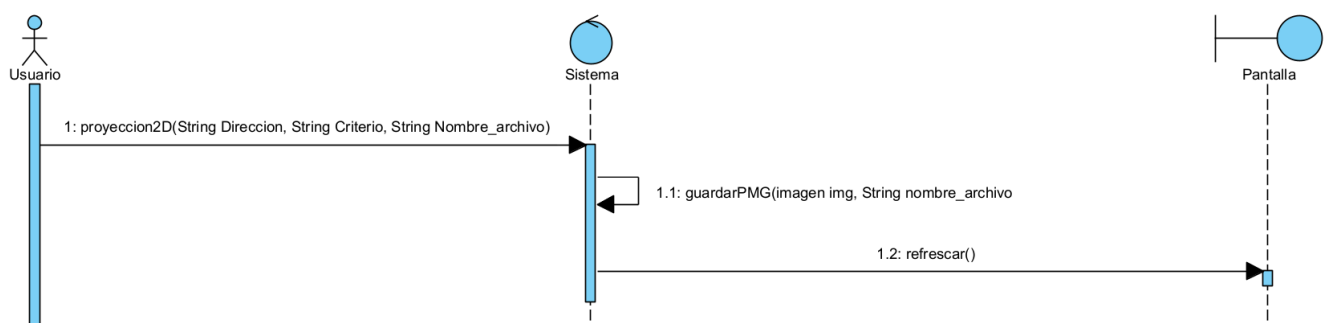 Usuario
Sistema
Pantalla
1: proyeccion2D(String Direccion, String Criterio, String Nombre_archivo)
1.1: guardarPMG(imagen img, String nombre_archivo
1.2: refrescar()